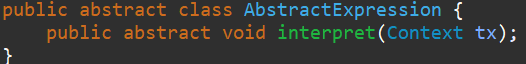 public abstract class AbstractExpression {
    public abstract void interpret(Context tx);
}